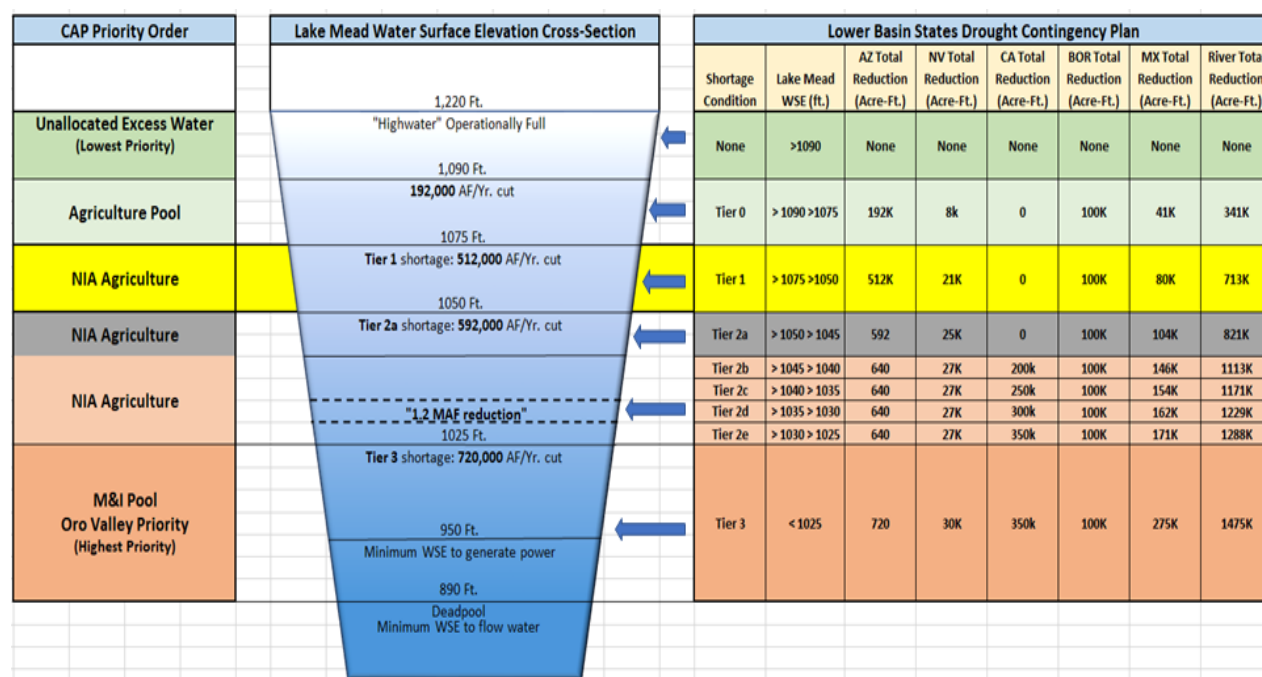 CAP Priority Order
Unallocated Excess Water
(Lowest Priority)
Agriculture Pool
NIA Agriculture
NIA Agriculture
NIA Agriculture
M&I Pool
Oro Valley Priority
(Highest Priority)
Lake Mead Water Surface Elevation Cross-Section
1,220 Ft.
"Highwater" Operationally Full
1,090 Ft.
192,000 AF/Yr. cut
1075 Ft.
Tier 1 shortage: 512,000 AF/Yr. cut
1050 Ft.
Tier 2a shortage: 592,000 AF/Yr. cut
"1.2 MAF reduction"
1025 Ft.
Tier 3 shortage: 720,000 AF/Yr. cut
950 Ft.
Minimum WSE to generate power
890 Ft.
Deadpool
Minimum WSE to flow water
Lower Basin States Drought Contingency Plan
Shortage Condition Lake Mead WSE (ft.) AZ Total Reduction (Acre-Ft.) NV Total Reduction (Acre-Ft.) CA Total Reduction (Acre-Ft.) BOR Total Reduction (Acre-Ft.) MX Total Reduction (Acre-Ft.) River Total Reduction (Acre-Ft.)
None >1090 None None None None None None
Tier 0 > 1090 >1075 192K 8k 0 100K 41K 341K
Tier 1 > 1075 >1050 512K 21K 0 100K 80K 713K
Tier 2a > 1050 > 1045 592 25K 0 100K 104K 821K
Tier 2b > 1045 > 1040 640 27K 200k 100K 146K 1113K
Tier 2c > 1040 > 1035 640 27K 250k 100K 154K 1171K
Tier 2d > 1035 > 1030 640 27K 300k 100K 162K 1229K
Tier 2e > 1030 > 1025 640 27K 350k 100K 171K 1288K
Tier 3 < 1025 720 30K 350k 100K 275K 1475K